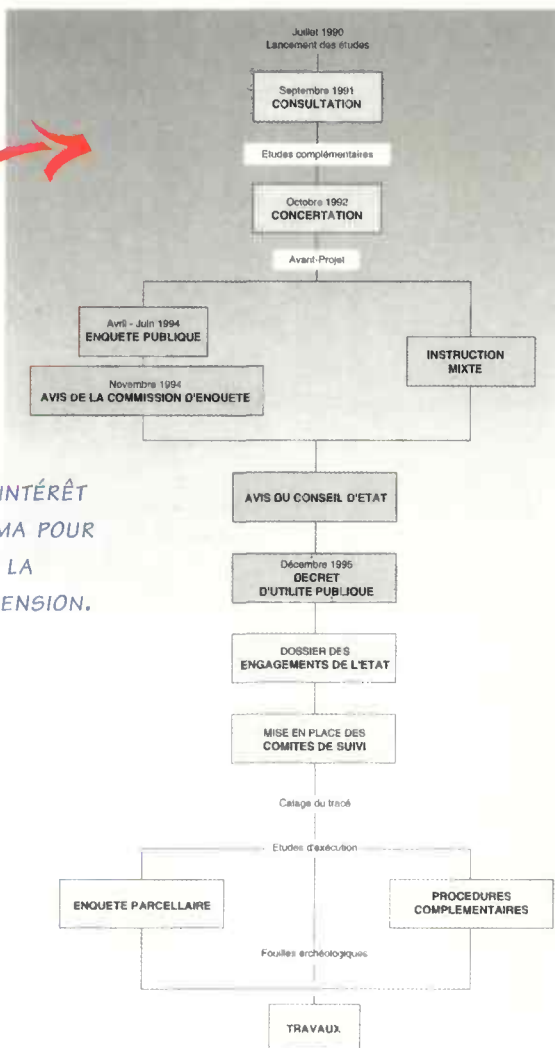 Juillet 1990
Lancement des études
Septembre 1991
CONSULTATION
Etudes complémentaires
Octobre 1992
CONCERTATION
Avant-Projet
Avril - Juin 1994
ENQUETE PUBLIQUE
INSTRUCTION
MIXTE
Novembre 1994
AVIS DE LA COMMISSION D'ENQUETE
INTÉRÊT
MA POUR
LA
ENSION.
AVIS DU CONSEIL D'ETAT
Décembre 1995
DECRET
D'UTILITE PUBLIQUE
DOSSIER DES
ENGAGEMENTS DE L'ETAT
MISE EN PLACE DES
COMITES DE SUIVI
Calage du tracé
Etudes d'exécution
ENQUETE PARCELLAIRE
PROCEDURES
COMPLEMENTAIRES
Fouilles archéologiques
TRAVAUX